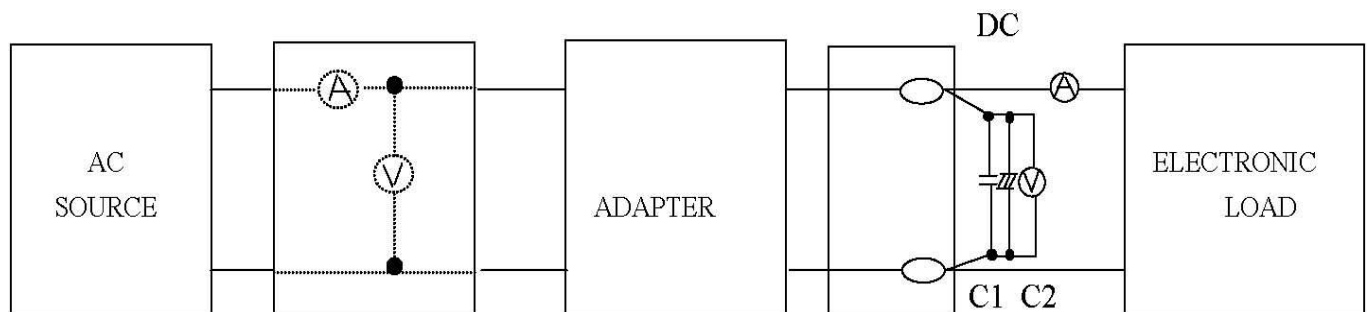 DC
A
A
V
V
AC
SOURCE
ADAPTER
ELECTRONIC
LOAD
C1 C2